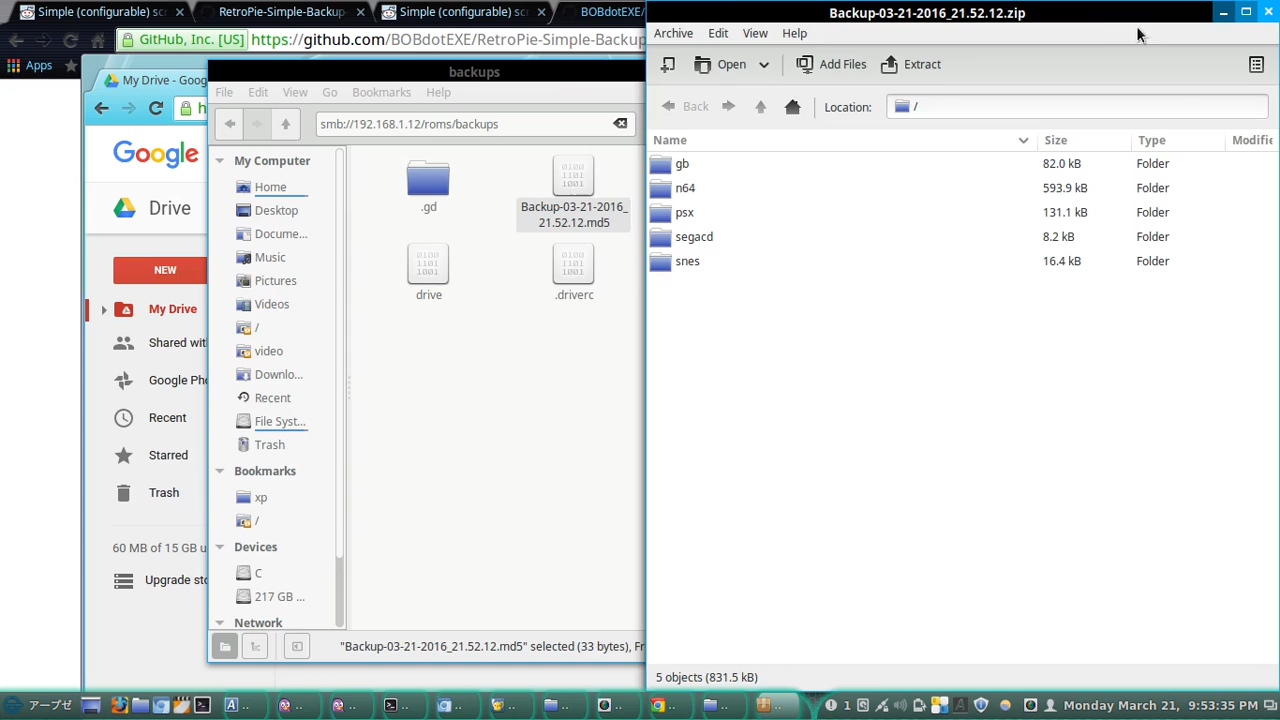 Simple (configurable) sc
RetroPie-Simple-Backup
Simple (configurable) sc
BOBdotEXE/
GitHub, Inc. [US]
https://github.com/BOBdotEXE/RetroPie-Simple-Backup
Apps
My Drive - Goog
h
Google
Drive
NEW
My Drive
Shared with
Google Pho
Recent
Starred
Trash
60 MB of 15 GB u
Upgrade sto
backups
File Edit View Go Bookmarks Help
smb://192.168.1.12/roms/backups
My Computer
Home
Desktop
Docume...
Music
Pictures
Videos
/
video
Downlo...
Recent
File Syst...
Trash
Bookmarks
xp
/
Devices
C
217 GB ...
Network
.gd
Backup-03-21-2016_
21.52.12.md5
drive
.driverc
"Backup-03-21-2016_21.52.12.md5" selected (33 bytes), Fr
Backup-03-21-2016_21.52.12.zip
Archive Edit View Help
Open Add Files Extract
Back Location: /
Name Size Type Modifie
gb 82.0 kB Folder
n64 593.9 kB Folder
psx 131.1 kB Folder
segacd 8.2 kB Folder
snes 16.4 kB Folder
5 objects (831.5 kB)
アーブゼ
1 Monday March 21, 9:53:35 PM